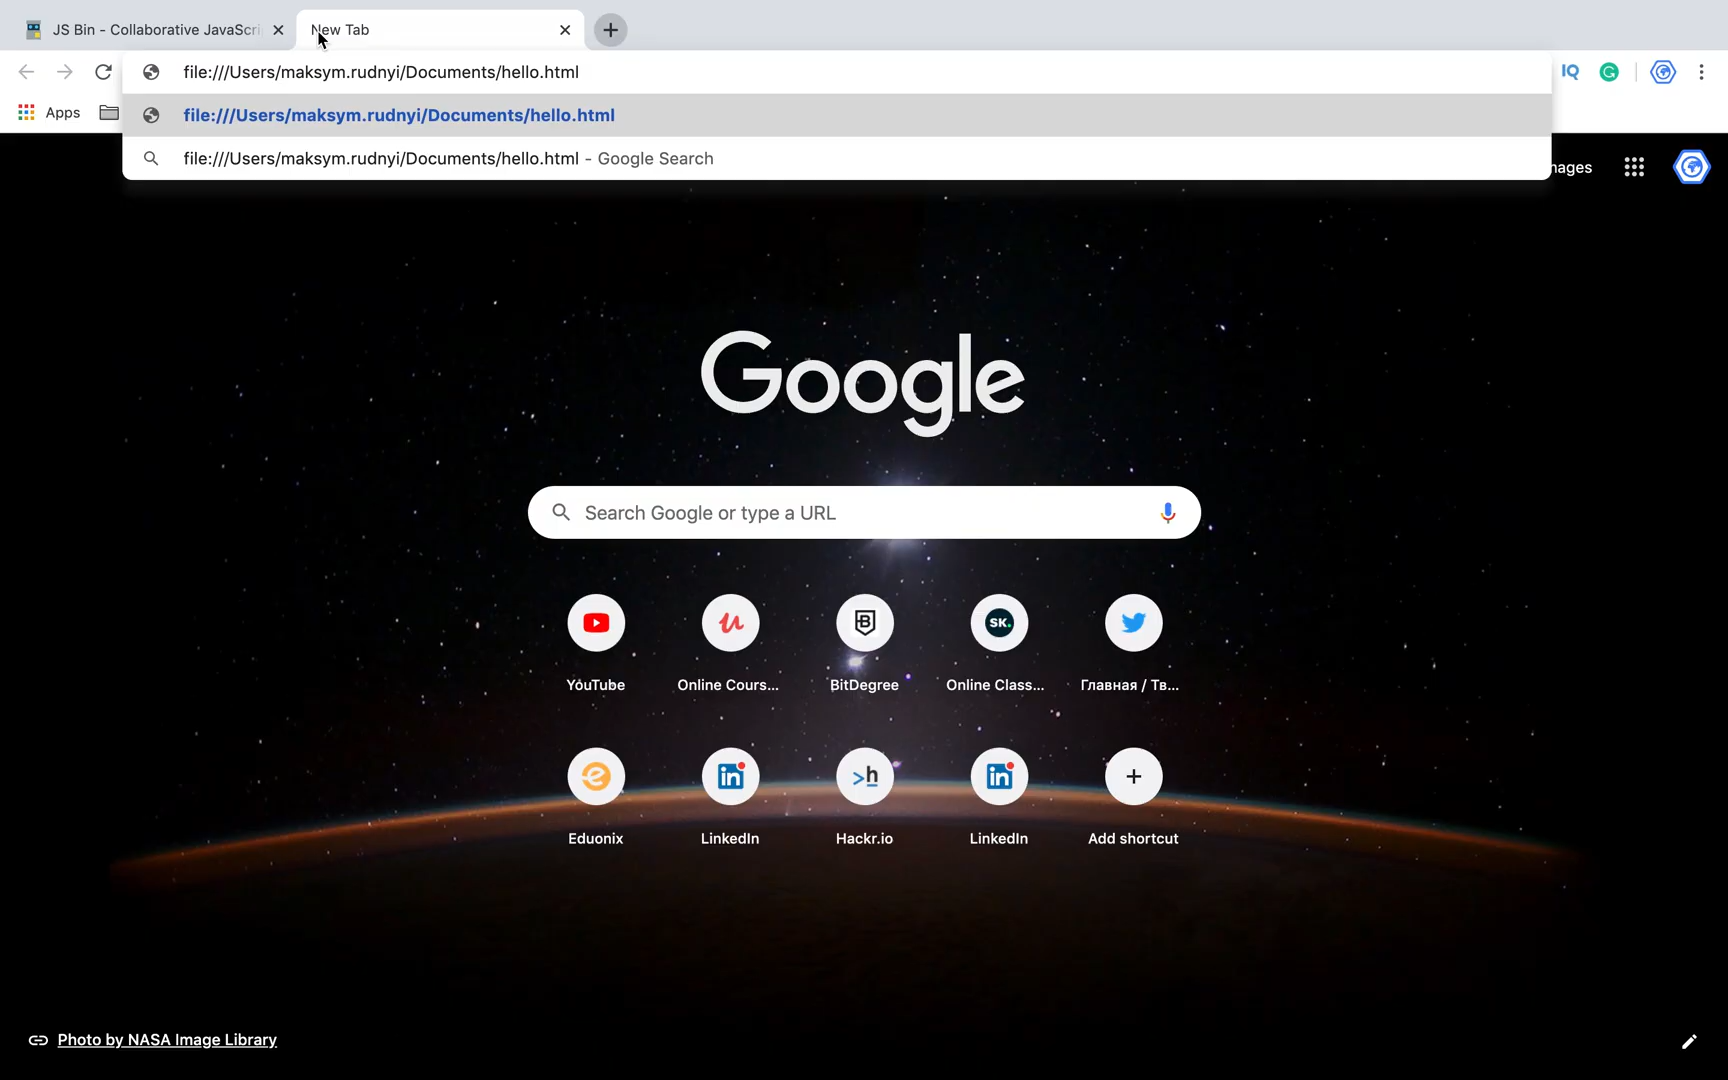 JS Bin - Collaborative JavaScri
New Tab
file:///Users/maksym.rudnyi/Documents/hello.html
IQ
Apps
file:///Users/maksym.rudnyi/Documents/hello.html
file:///Users/maksym.rudnyi/Documents/hello.html - Google Search
mages
Google
Search Google or type a URL
SK.
YouTube
Online Cours...
BitDegree
Online Class...
Главная / Тв...
in
>h
in
Eduonix
LinkedIn
Hackr.io
LinkedIn
Add shortcut
Photo by NASA Image Library